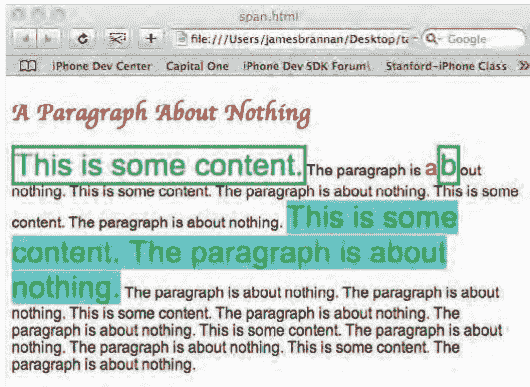 span.html
file:///Users/jamesbrannan/Desktop/ta
Google
iPhone Dev Center Capital One iPhone Dev SDK Forum\ Stanford-iPhone Class »
A Paragraph About Nothing
This is some content. The paragraph is about
nothing. This is some content. The paragraph is about nothing. This is some
content. The paragraph is about nothing. This is some
content. The paragraph is about
nothing. The paragraph is about nothing. The paragraph is about
nothing. This is some content. The paragraph is about nothing. The
paragraph is about nothing. This is some content. The paragraph is about
nothing. The paragraph is about nothing. This is some content. The
paragraph is about nothing.